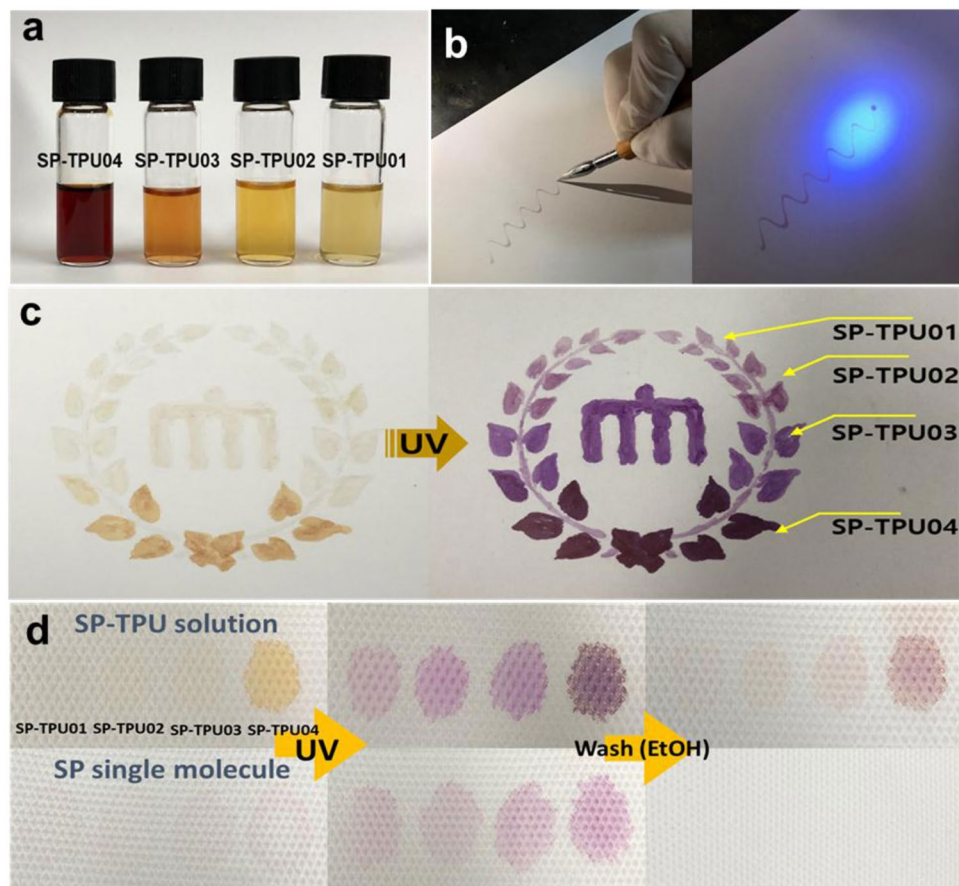 a
SP-TPU04 SP-TPU03 SP-TPU02 SP-TPU01
b
c
UV
SP-TPU01
SP-TPU02
SP-TPU03
SP-TPU04
d
SP-TPU solution
SP-TPU01 SP-TPU02 SP-TPU03 SP-TPU04
UV
Wash (EtOH)
SP single molecule